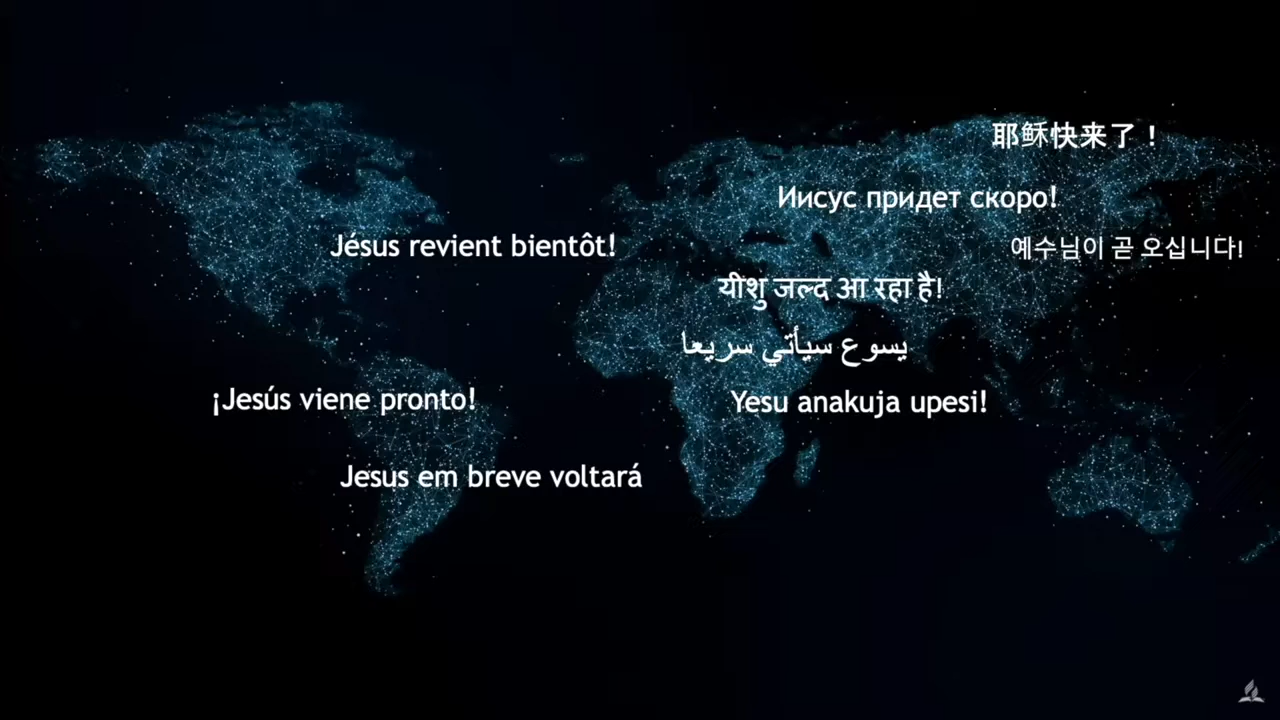 耶稣快来了！
Иисус придет скоро!
Jésus revient bientôt!
예수님이 곧 오십니다!
यीशु जल्द आ रहा है!
يسوع سيأتي سريعا
¡Jesús viene pronto!
Yesu anakuja upesi!
Jesus em breve voltará